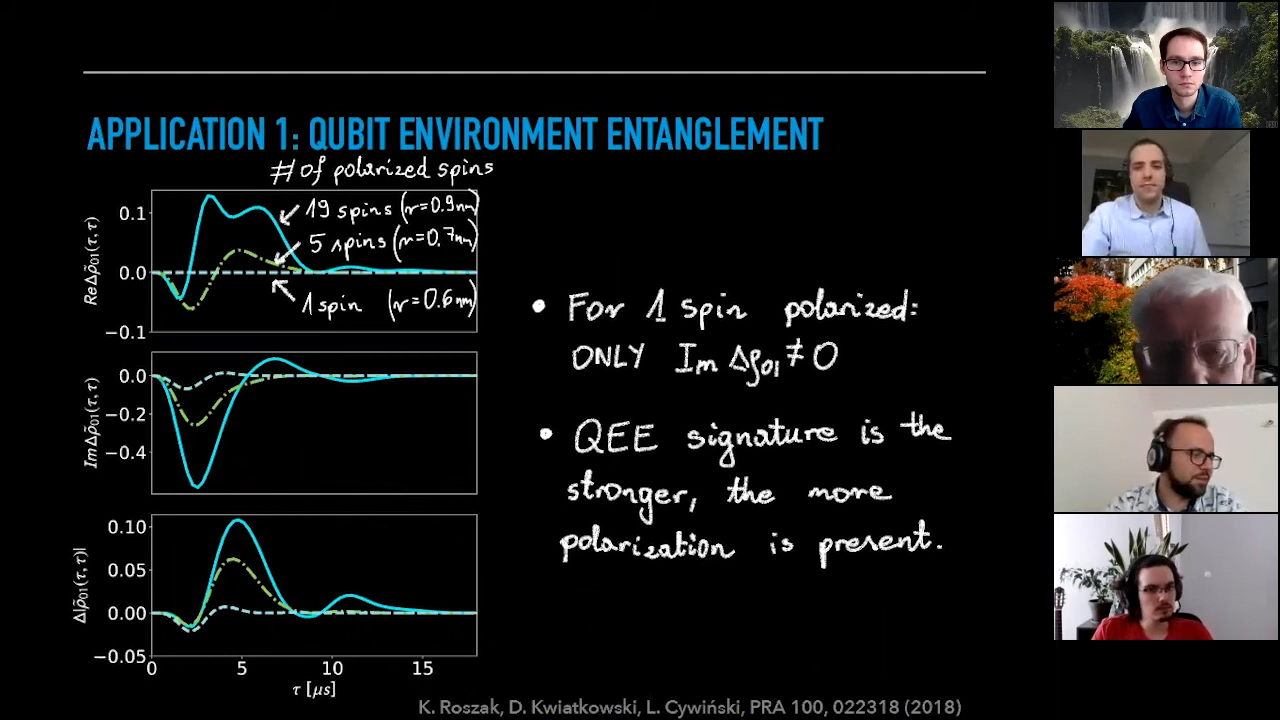 APPLICATION 1: QUBIT ENVIRONMENT ENTANGLEMENT
# of polarized spins
19 spins (r=0.9nm)
5 spins (r=0.7nm)
1 spin (r=0.6nm)
Re Δρ̃₀₁(τ,τ)
0.1
0.0
−0.1
Im Δρ̃₀₁(τ,τ)
0.0
−0.2
−0.4
Δ|ρ̃₀₁(τ,τ)|
0.10
0.05
0.00
−0.05
0 5 10 15
τ [μs]
• For 1 spin polarized:
ONLY Im Δρ₀₁ ≠ 0
• QEE signature is the
stronger, the more
polarization is present.
K. Roszak, D. Kwiatkowski, L. Cywiński, PRA 100, 022318 (2018)